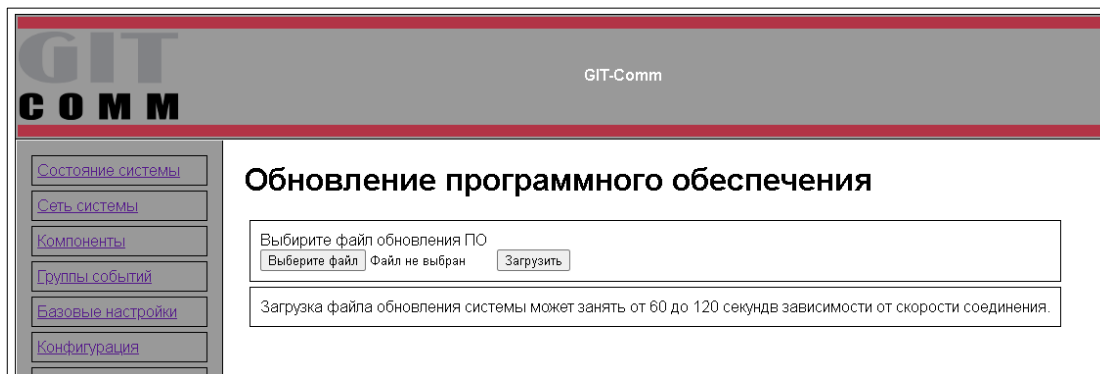 GIT
COMM
GIT-Comm
Состояние системы
Сеть системы
Компоненты
Группы событий
Базовые настройки
Конфигурация
Обновление программного обеспечения
Выбирите файл обновления ПО
Выберите файл Файл не выбран Загрузить
Загрузка файла обновления системы может занять от 60 до 120 секундв зависимости от скорости соединения.